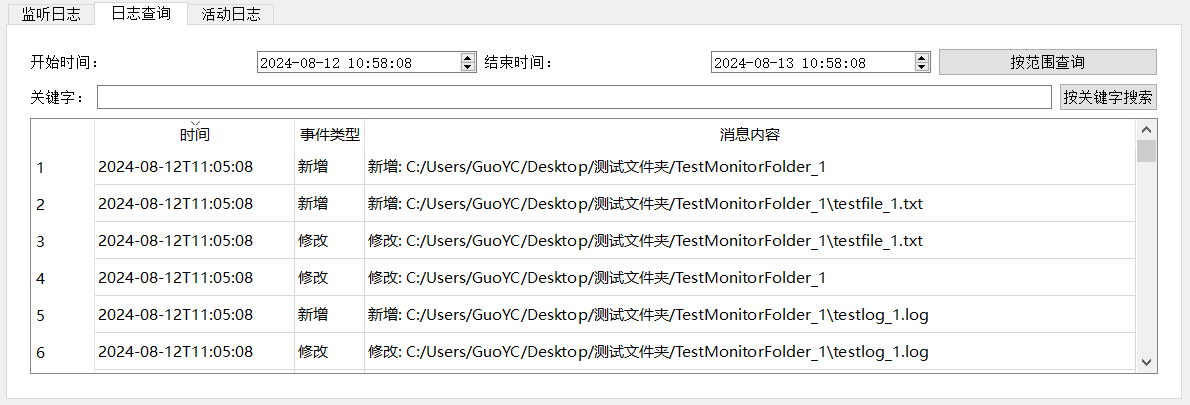 监听日志 日志查询 活动日志
开始时间: 2024-08-12 10:58:08 结束时间: 2024-08-13 10:58:08 按范围查询
关键字: 按关键字搜索
时间 事件类型 消息内容
1 2024-08-12T11:05:08 新增 新增: C:/Users/GuoYC/Desktop/测试文件夹/TestMonitorFolder_1
2 2024-08-12T11:05:08 新增 新增: C:/Users/GuoYC/Desktop/测试文件夹/TestMonitorFolder_1\testfile_1.txt
3 2024-08-12T11:05:08 修改 修改: C:/Users/GuoYC/Desktop/测试文件夹/TestMonitorFolder_1\testfile_1.txt
4 2024-08-12T11:05:08 修改 修改: C:/Users/GuoYC/Desktop/测试文件夹/TestMonitorFolder_1
5 2024-08-12T11:05:08 新增 新增: C:/Users/GuoYC/Desktop/测试文件夹/TestMonitorFolder_1\testlog_1.log
6 2024-08-12T11:05:08 修改 修改: C:/Users/GuoYC/Desktop/测试文件夹/TestMonitorFolder_1\testlog_1.log